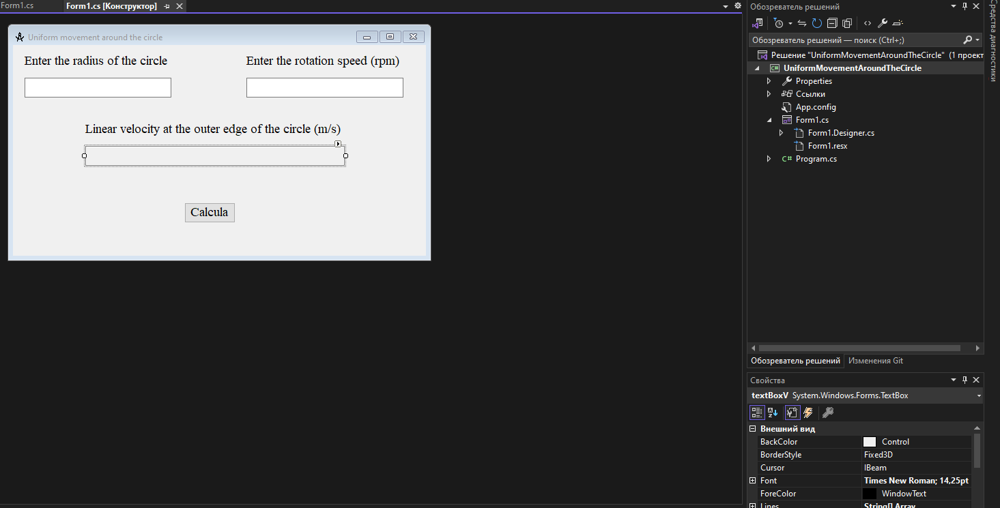 Form1.cs
Form1.cs [Конструктор]
Uniform movement around the circle
Enter the radius of the circle
Enter the rotation speed (rpm)
Linear velocity at the outer edge of the circle (m/s)
Calcula
Обозреватель решений
Обозреватель решений — поиск (Ctrl+;)
Решение "UniformMovementAroundTheCircle" (1 проект
C# UniformMovementAroundTheCircle
Properties
Ссылки
App.config
Form1.cs
Form1.Designer.cs
Form1.resx
C# Program.cs
Обозреватель решений
Изменения Git
Свойства
textBoxV System.Windows.Forms.TextBox
Внешний вид
BackColor Control
BorderStyle Fixed3D
Cursor IBeam
Font Times New Roman; 14,25pt
ForeColor WindowText
Lines String[] Array
Средства диагностики